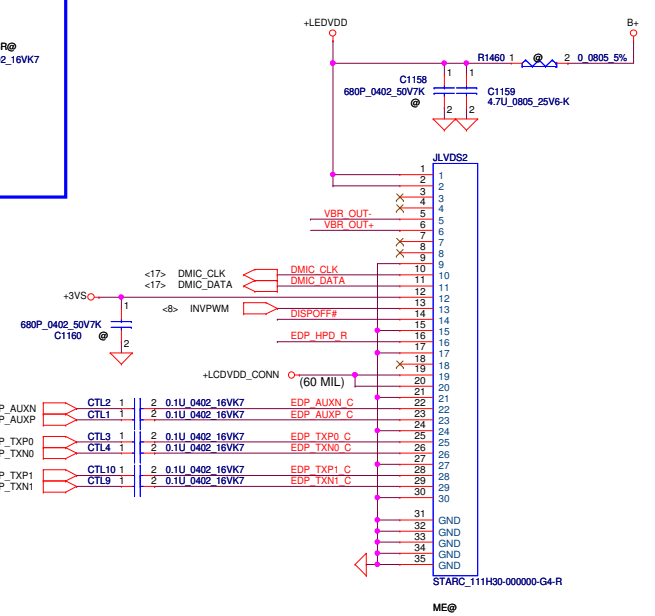 +LEDVDD
B+
R@
2_16VK7
R1460 1 @ 2 0_0805_5%
1 1
C1158
680P_0402_50V7K
@
C1159
4.7U_0805_25V6-K
2 2
JLVDS2
1 1
2 2
3 3
4 4
VBR_OUT- 5 5
VBR_OUT+ 6 6
7 7
8 8
9 9
<17> DMIC_CLK DMIC_CLK 10 10
<17> DMIC_DATA DMIC_DATA 11 11
+3VS 12 12
<8> INVPWM 13 13
DISPOFF# 14 14
1
680P_0402_50V7K
C1160 @
2
15 15
EDP_HPD_R 16 16
17 17
18 18
+LCDVDD_CONN (60 MIL) 19 19
20 20
21 21
P_AUXN CTL2 1 2 0.1U_0402_16VK7 EDP_AUXN_C 22 22
P_AUXP CTL1 1 2 0.1U_0402_16VK7 EDP_AUXP_C 23 23
24 24
P_TXP0 CTL3 1 2 0.1U_0402_16VK7 EDP_TXP0_C 25 25
P_TXN0 CTL4 1 2 0.1U_0402_16VK7 EDP_TXN0_C 26 26
27 27
P_TXP1 CTL10 1 2 0.1U_0402_16VK7 EDP_TXP1_C 28 28
P_TXN1 CTL9 1 2 0.1U_0402_16VK7 EDP_TXN1_C 29 29
30 30
31 GND
32 GND
33 GND
34 GND
35 GND
STARC_111H30-000000-G4-R
ME@